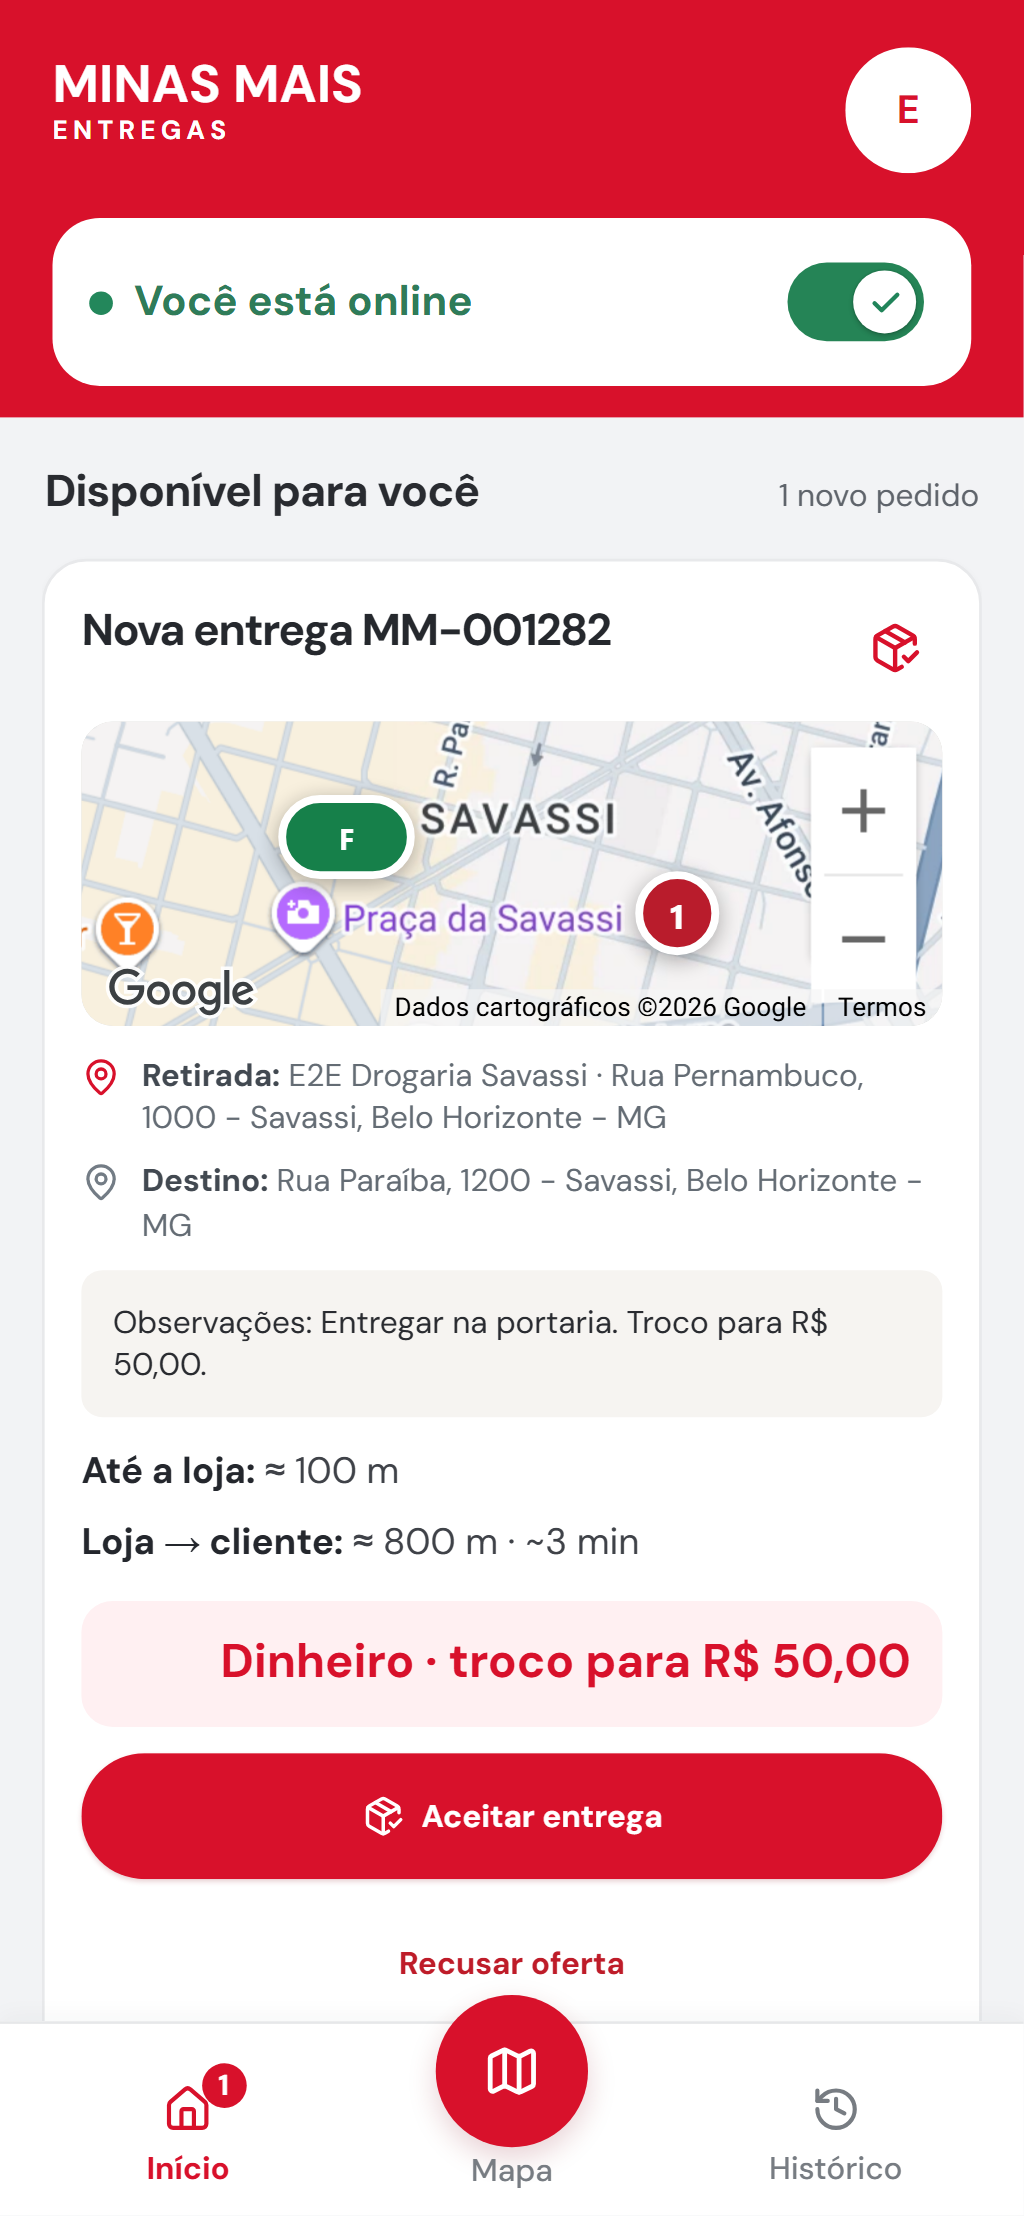 MINAS MAIS
ENTREGAS
E
Você está online
Disponível para você
1 novo pedido
Nova entrega MM-001282
R. Pa
SAVASSI
Av. Afonso
F
1
Praça da Savassi
Google
Dados cartográficos ©2026 Google
Termos
Retirada: E2E Drogaria Savassi · Rua Pernambuco,
1000 - Savassi, Belo Horizonte - MG
Destino: Rua Paraíba, 1200 - Savassi, Belo Horizonte -
MG
Observações: Entregar na portaria. Troco para R$
50,00.
Até a loja: ≈ 100 m
Loja → cliente: ≈ 800 m · ~3 min
Dinheiro · troco para R$ 50,00
Aceitar entrega
Recusar oferta
1
Início
Mapa
Histórico